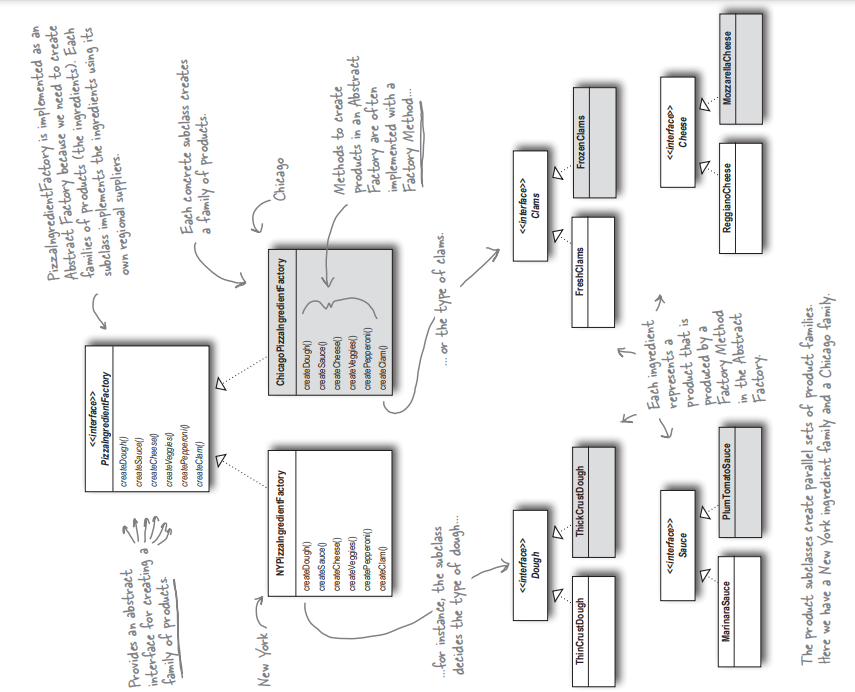 PizzaIngredientFactory is implemented as an
Abstract Factory because we need to create
families of products (the ingredients). Each
subclass implements the ingredients using its
own regional suppliers.
Provides an abstract
interface for creating a
family of products.
<<interface>>
PizzaIngredientFactory
createDough()
createSauce()
createCheese()
createVeggies()
createPepperoni()
createClam()
Each concrete subclass creates
a family of products.
New York
NYPizzaIngredientFactory
createDough()
createSauce()
createCheese()
createVeggies()
createPepperoni()
createClam()
Chicago
ChicagoPizzaIngredientFactory
createDough()
createSauce()
createCheese()
createVeggies()
createPepperoni()
createClam()
Methods to create
products in an Abstract
Factory are often
implemented with a
Factory Method...
...for instance, the subclass
decides the type of dough...
...or the type of clams.
<<interface>>
Dough
ThinCrustDough
ThickCrustDough
<<interface>>
Clams
FreshClams
FrozenClams
Each ingredient
represents a
product that is
produced by a
Factory Method
in the Abstract
Factory.
<<interface>>
Sauce
MarinaraSauce
PlumTomatoSauce
<<interface>>
Cheese
ReggianoCheese
MozzarellaCheese
The product subclasses create parallel sets of product families.
Here we have a New York ingredient family and a Chicago family.